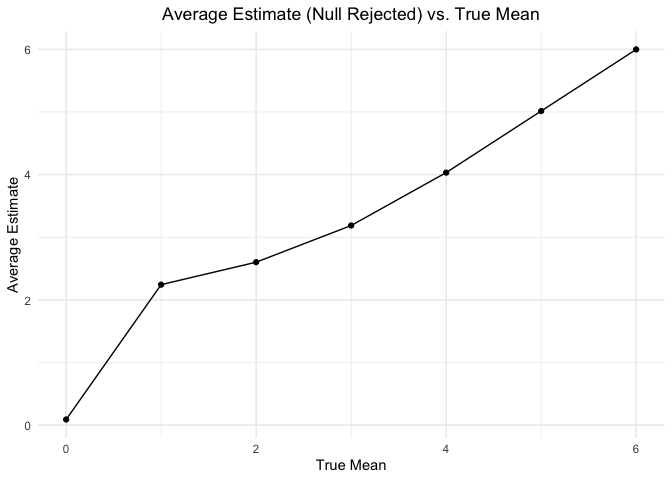 Average Estimate (Null Rejected) vs. True Mean
6
4
2
0
Average Estimate
0 2 4 6
True Mean